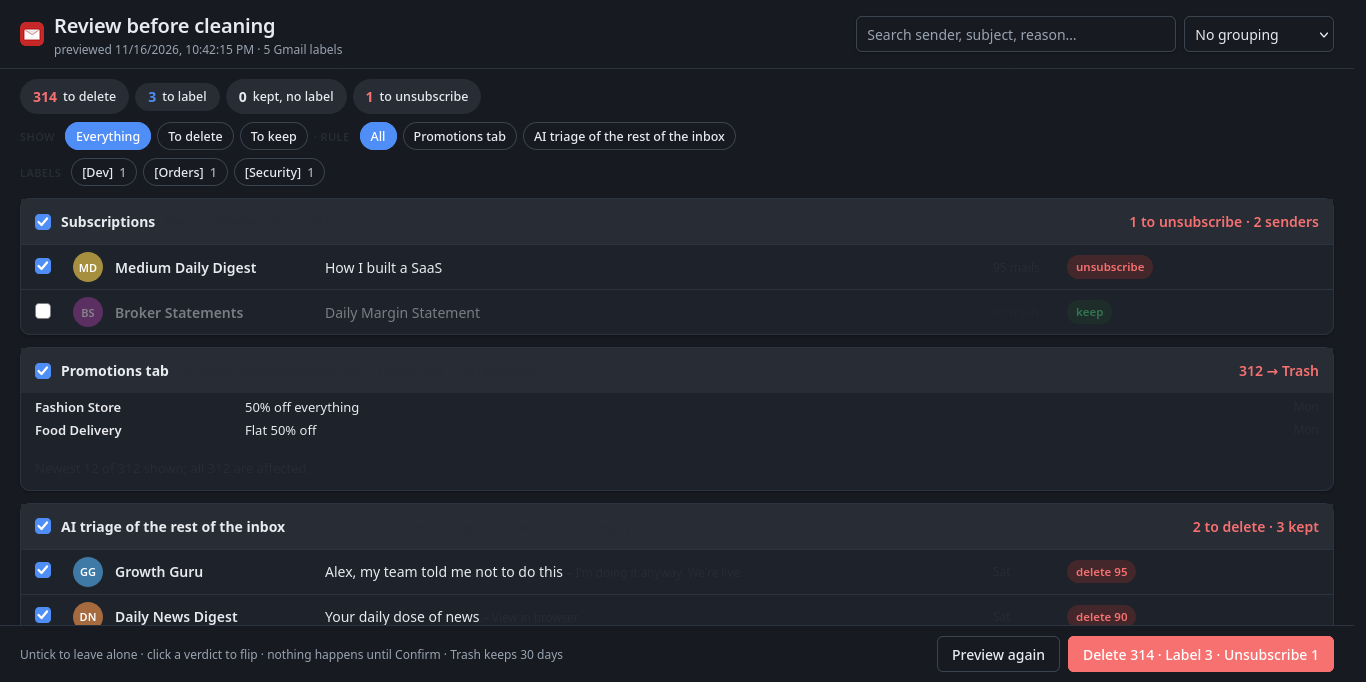 Review before cleaning
previewed 11/16/2026, 10:42:15 PM · 5 Gmail labels
Search sender, subject, reason...
No grouping
314 to delete
3 to label
0 kept, no label
1 to unsubscribe
SHOW Everything To delete To keep · RULE All Promotions tab AI triage of the rest of the inbox
LABELS [Dev] 1 [Orders] 1 [Security] 1
Subscriptions 1 to unsubscribe · 2 senders
MD Medium Daily Digest How I built a SaaS 95 mails unsubscribe
BS Broker Statements Daily Margin Statement keep
Promotions tab 312 → Trash
Fashion Store 50% off everything Mon
Food Delivery Flat 50% off Mon
Newest 12 of 312 shown; all 312 are affected.
AI triage of the rest of the inbox 2 to delete · 3 kept
GG Growth Guru Alex, my team told me not to do this – I'm doing it anyway. We're live. Sat delete 95
DN Daily News Digest Your daily dose of news – View in browser Sat delete 90
Untick to leave alone · click a verdict to flip · nothing happens until Confirm · Trash keeps 30 days
Preview again
Delete 314 · Label 3 · Unsubscribe 1